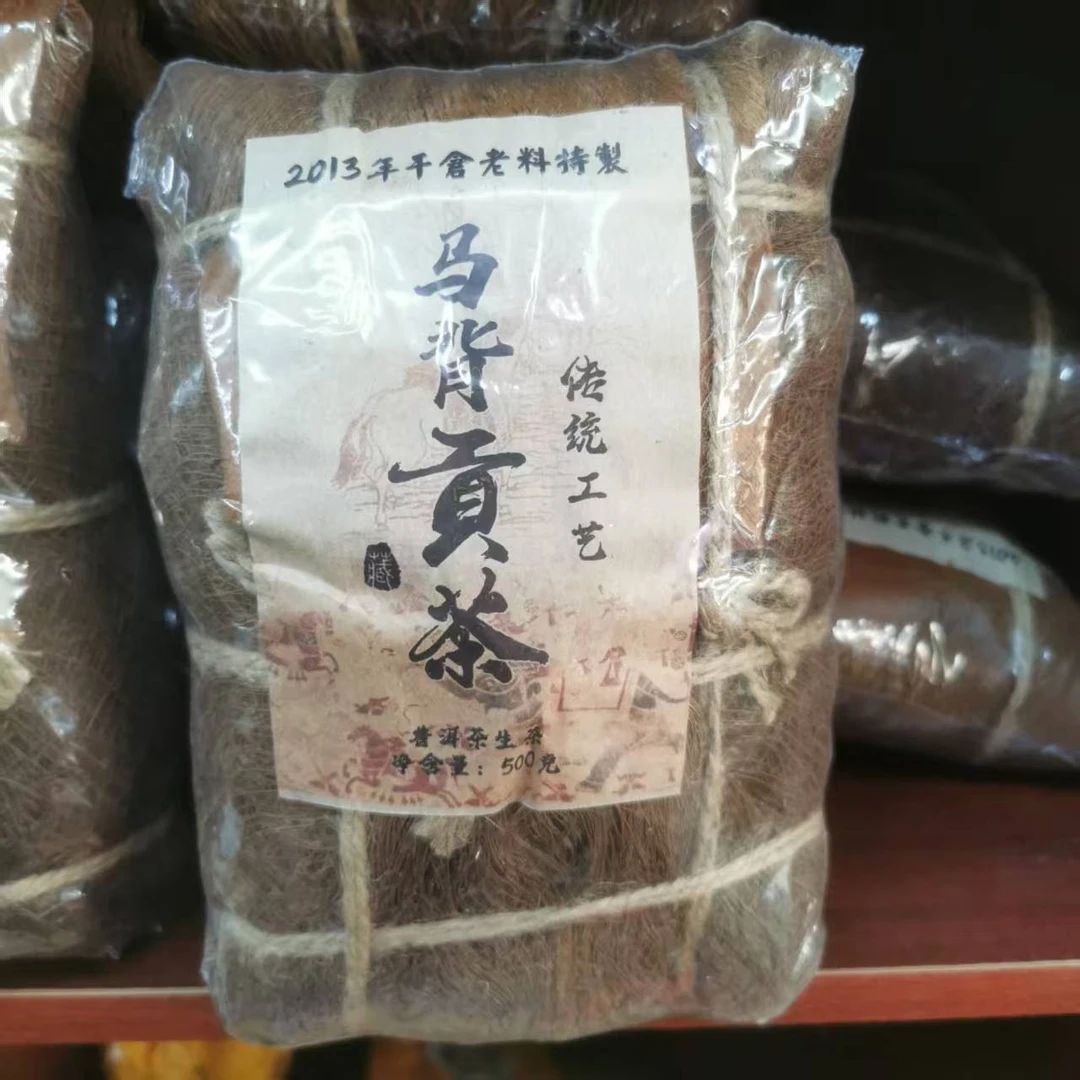 2013年干倉老料特製
马背貢茶
传统工艺
藏
普洱茶生茶
净含量：500克